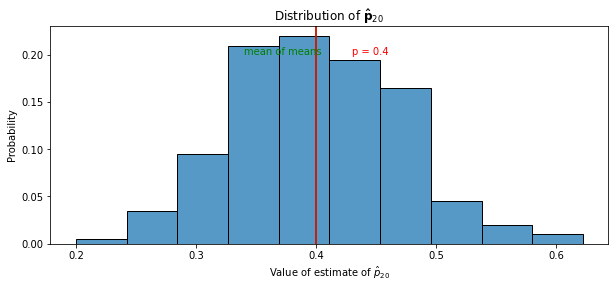 Distribution of p̂₂₀
mean of means
p = 0.4
Probability
0.20
0.15
0.10
0.05
0.00
0.2
0.3
0.4
0.5
0.6
Value of estimate of p̂₂₀